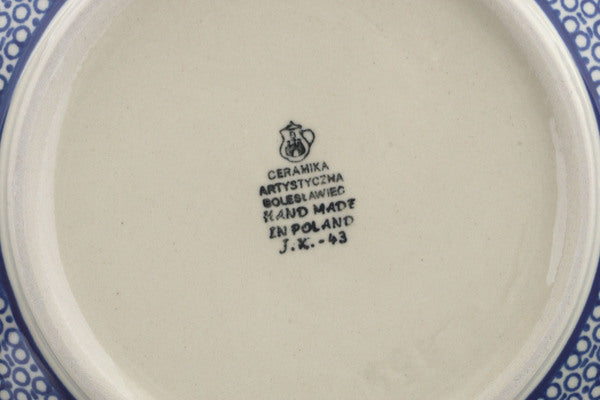 CERAMIKA
ARTYSTYCZNA
BOLESŁAWIEC
HAND MADE
IN POLAND
J.K.-43